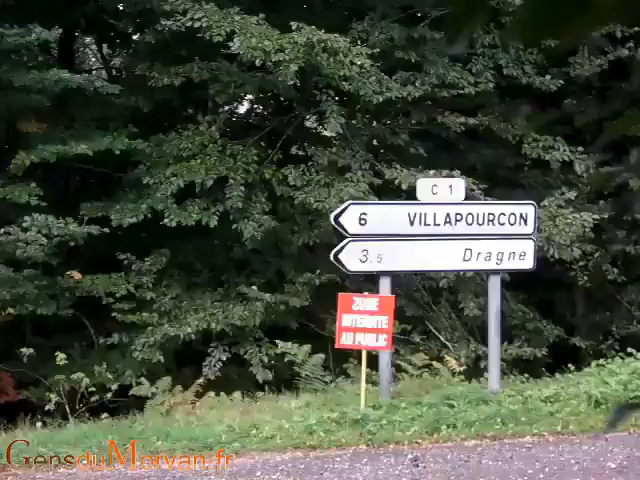 C 1
6 VILLAPOURCON
3.5 Dragne
ZONE
INTERDITE
AU PUBLIC
GensduMorvan.fr